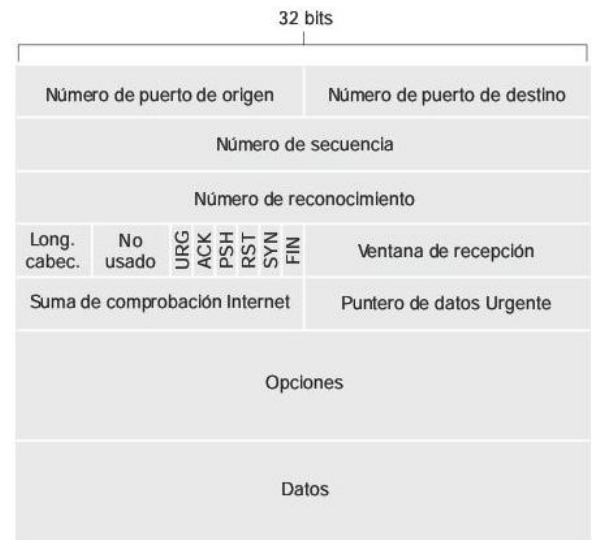 32 bits
Número de puerto de origen
Número de puerto de destino
Número de secuencia
Número de reconocimiento
Long.
cabec.
No
usado
URG
ACK
PSH
RST
SYN
FIN
Ventana de recepción
Suma de comprobación Internet
Puntero de datos Urgente
Opciones
Datos